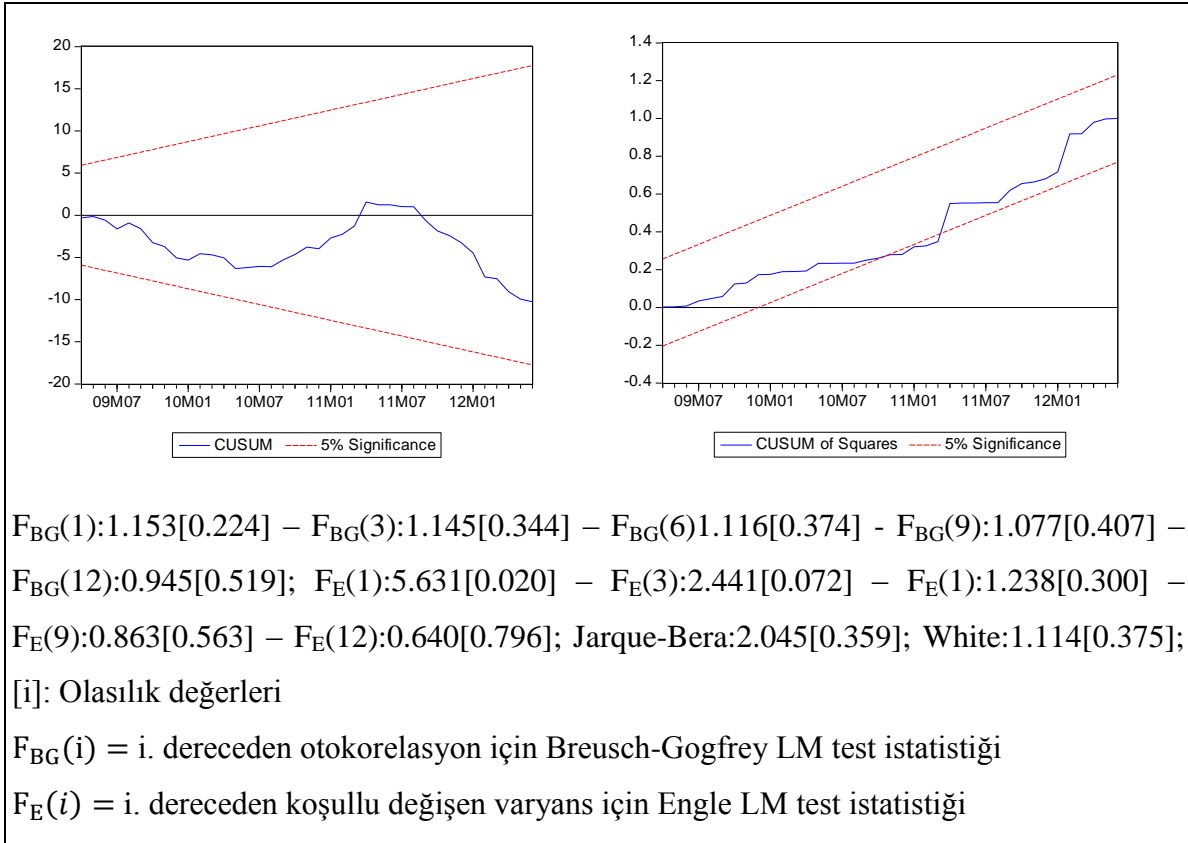 20
15
10
5
0
-5
-10
-15
-20
09M07 10M01 10M07 11M01 11M07 12M01
CUSUM 5% Significance
1.4
1.2
1.0
0.8
0.6
0.4
0.2
0.0
-0.2
-0.4
09M07 10M01 10M07 11M01 11M07 12M01
CUSUM of Squares 5% Significance
F_BG(1):1.153[0.224] – F_BG(3):1.145[0.344] – F_BG(6)1.116[0.374] - F_BG(9):1.077[0.407] –
F_BG(12):0.945[0.519]; F_E(1):5.631[0.020] – F_E(3):2.441[0.072] – F_E(1):1.238[0.300] –
F_E(9):0.863[0.563] – F_E(12):0.640[0.796]; Jarque-Bera:2.045[0.359]; White:1.114[0.375];
[i]: Olasılık değerleri
F_BG(i) = i. dereceden otokorelasyon için Breusch-Gogfrey LM test istatistiği
F_E(i) = i. dereceden koşullu değişen varyans için Engle LM test istatistiği